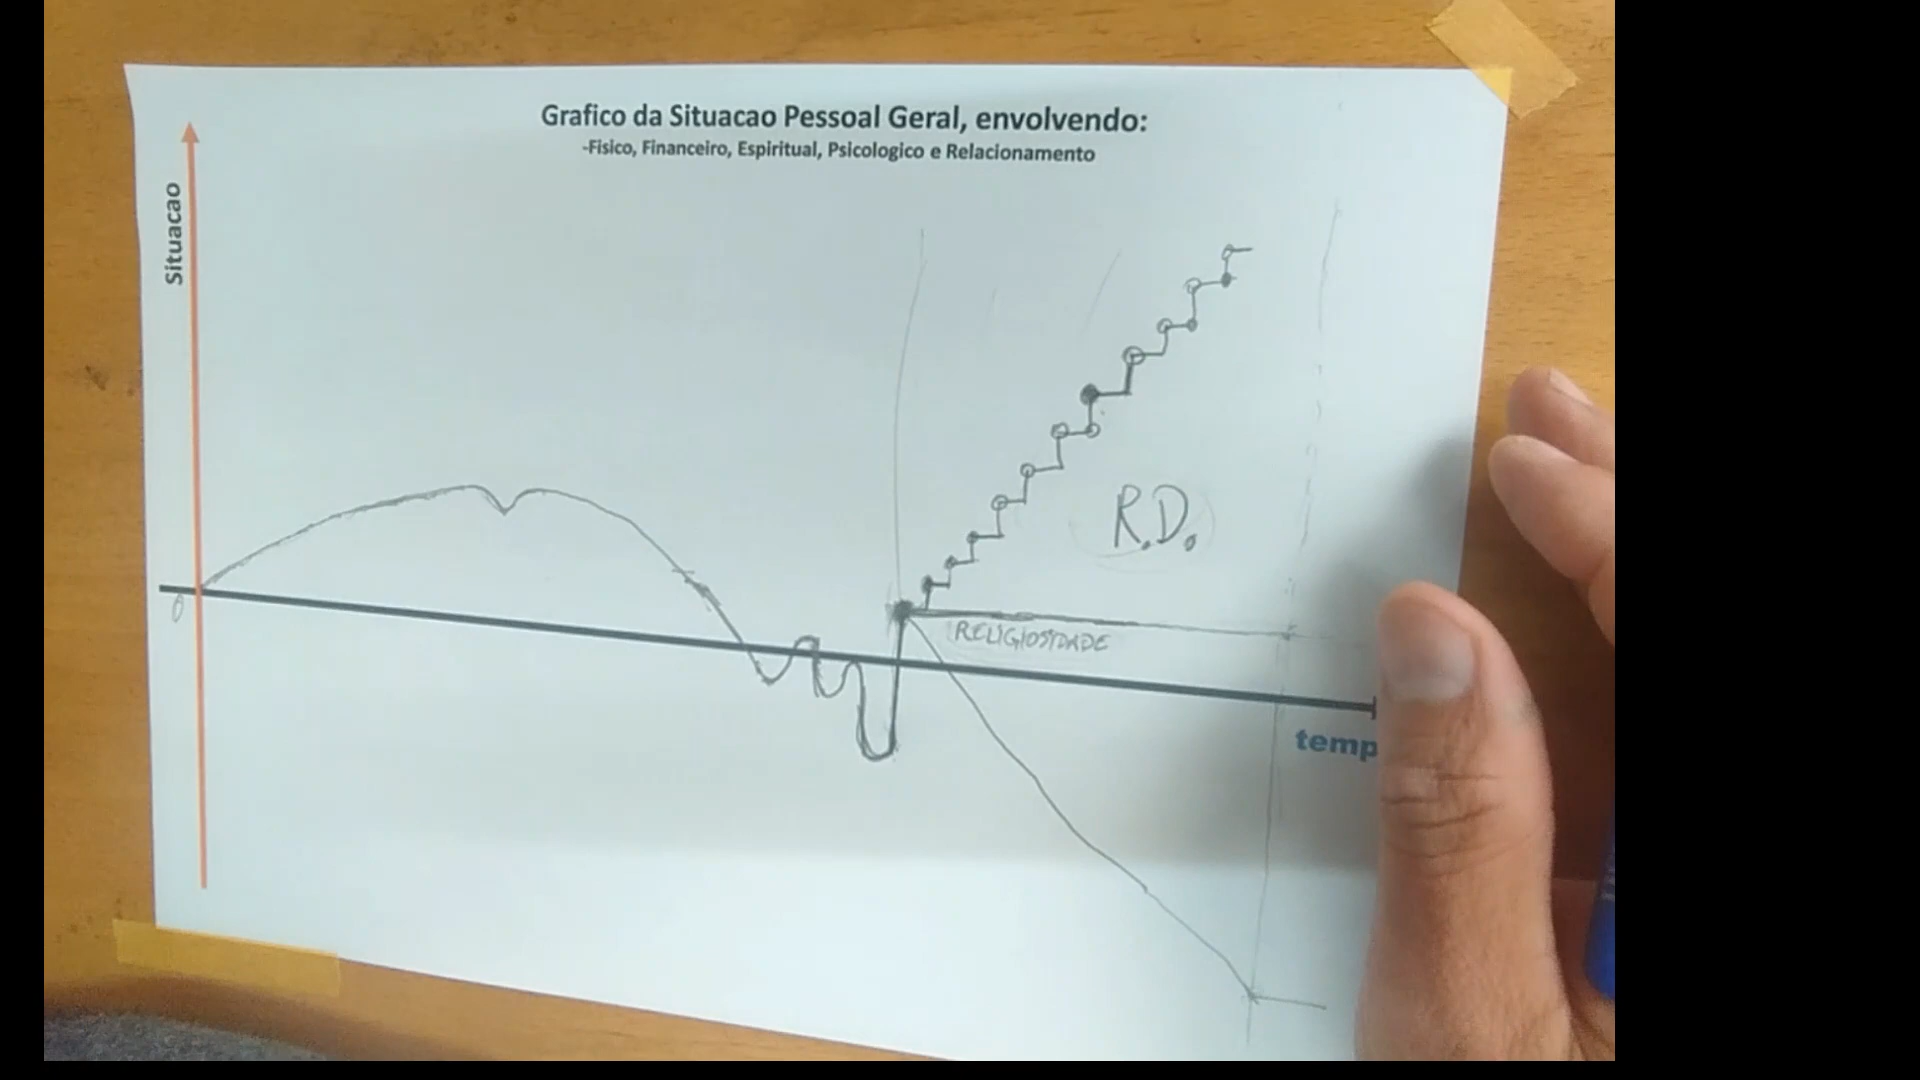 Grafico da Situacao Pessoal Geral, envolvendo:
-Fisico, Financeiro, Espiritual, Psicologico e Relacionamento
Situacao
R.D.
RELIGIOSIDADE
0
temp